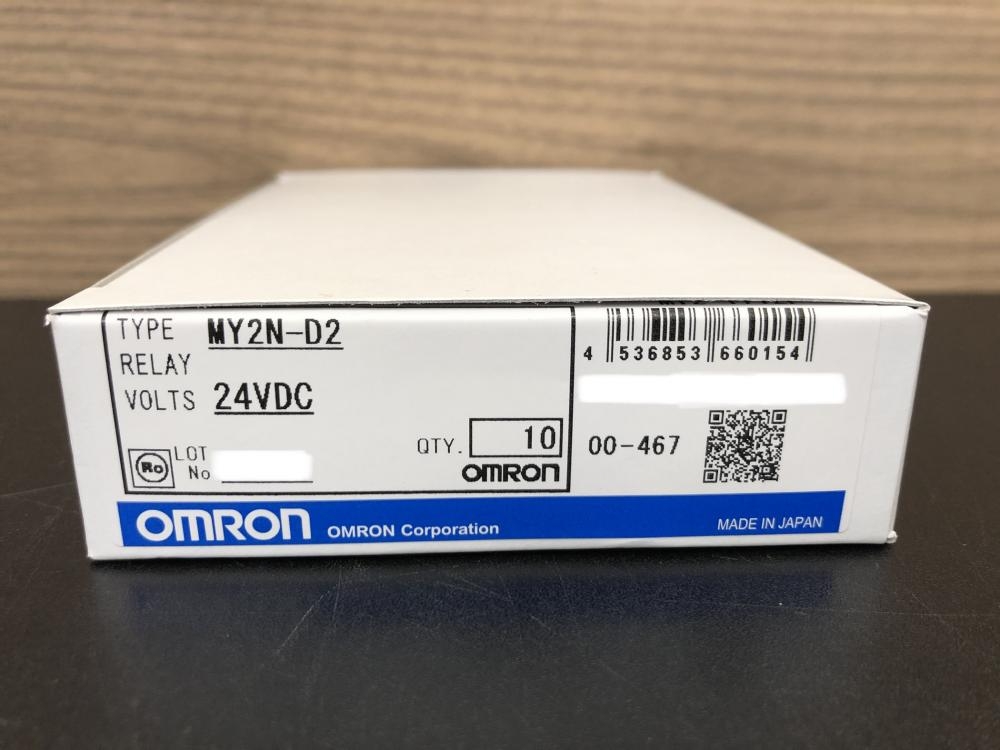 TYPE MY2N-D2
RELAY
VOLTS 24VDC
QTY. 10
Ro LOT
No
OMRON
4 536853 660154
00-467
OMRON OMRON Corporation
MADE IN JAPAN